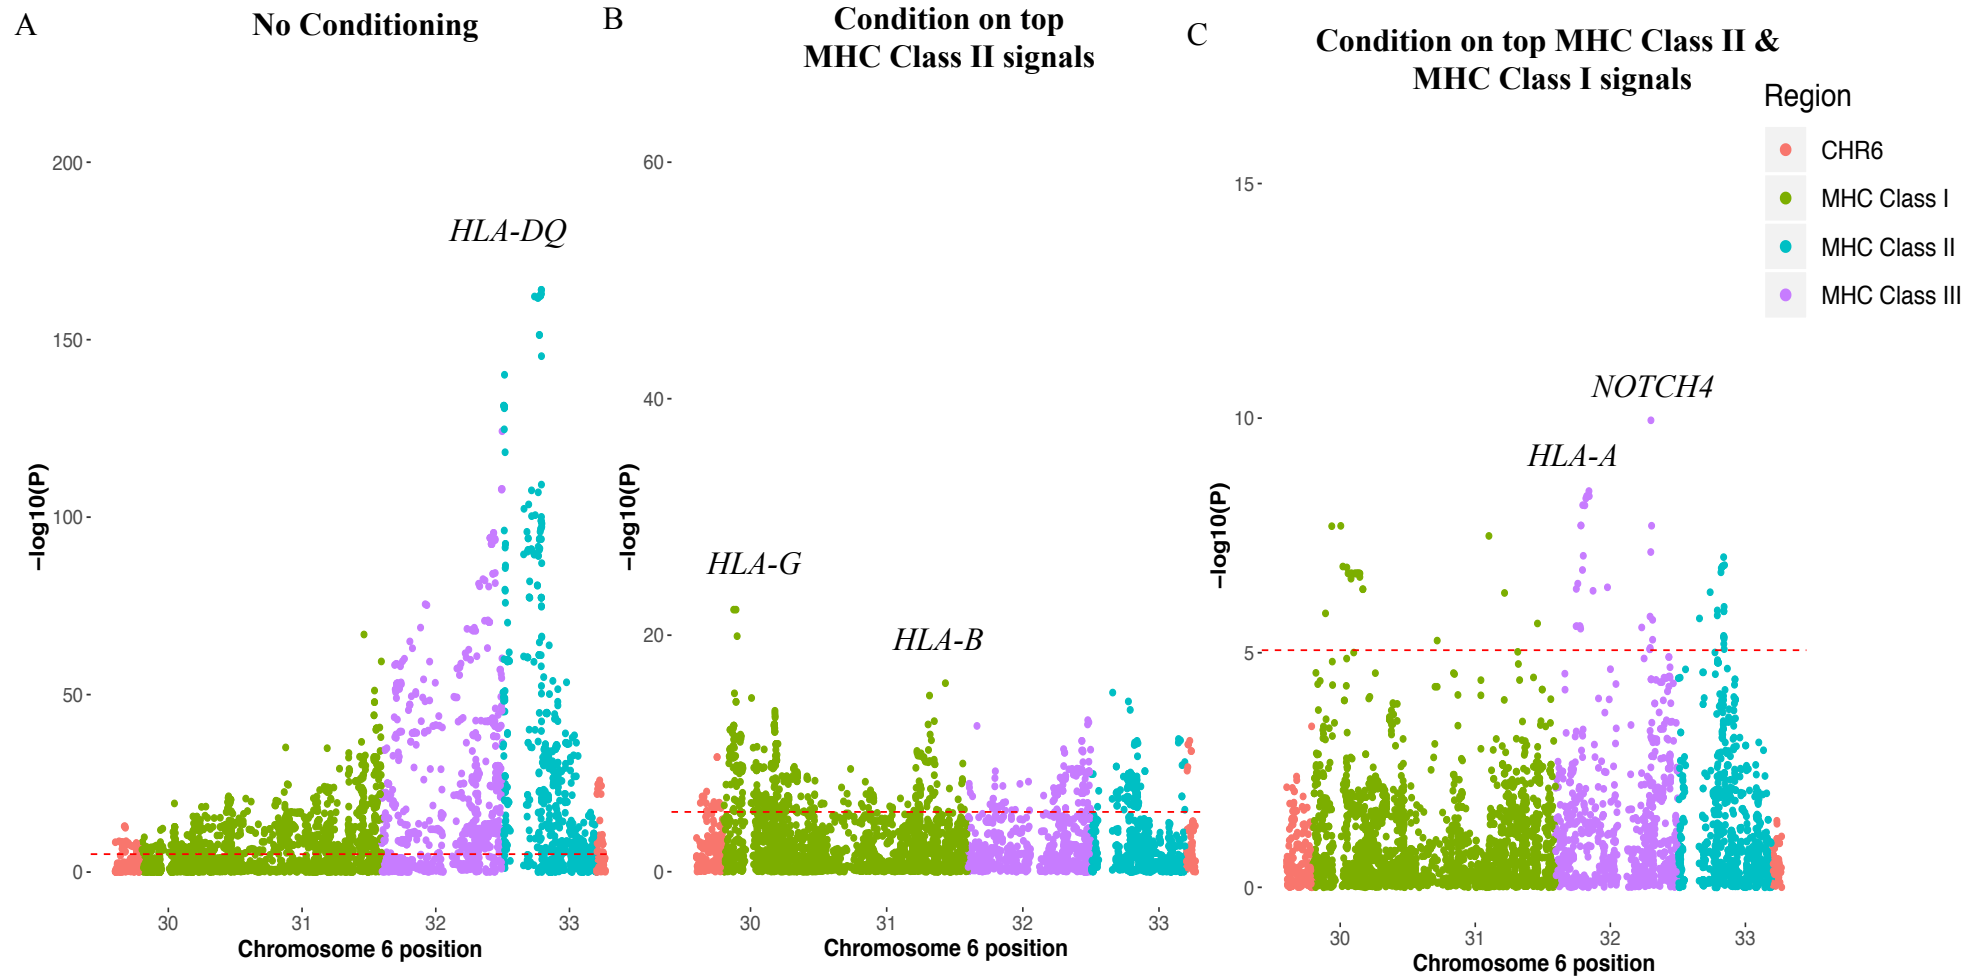 A
No Conditioning
200
150
100
50
0
HLA-DQ
−log10(P)
30 31 32 33
Chromosome 6 position
B
Condition on top
MHC Class II signals
60
40
20
0
HLA-G
HLA-B
−log10(P)
30 31 32 33
Chromosome 6 position
C
Condition on top MHC Class II &
MHC Class I signals
15
10
5
0
NOTCH4
HLA-A
−log10(P)
30 31 32 33
Chromosome 6 position
Region
CHR6
MHC Class I
MHC Class II
MHC Class III